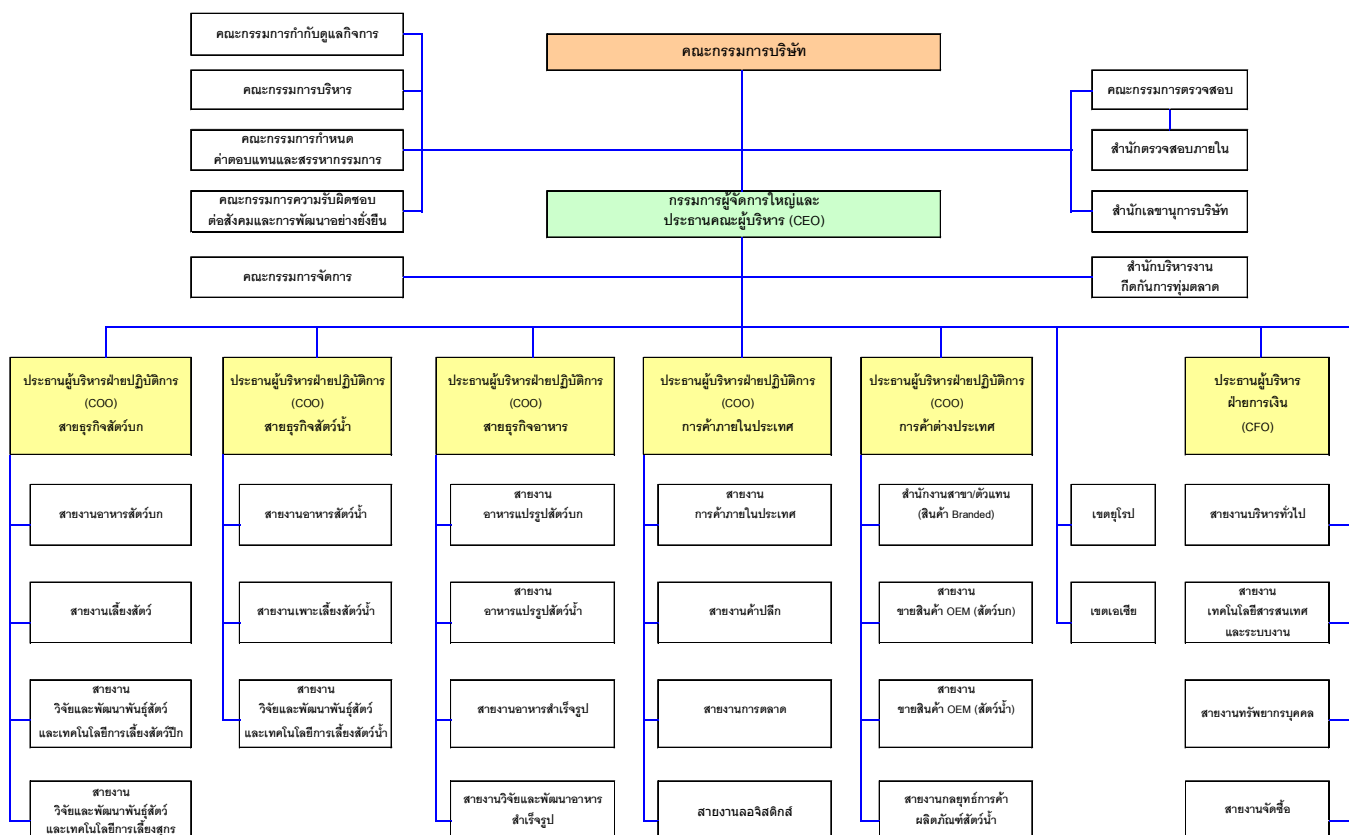 คณะกรรมการกำกับดูแลกิจการ
คณะกรรมการบริษัท
คณะกรรมการบริหาร
คณะกรรมการตรวจสอบ
คณะกรรมการกำหนด
ค่าตอบแทนและสรรหากรรมการ
สำนักตรวจสอบภายใน
คณะกรรมการความรับผิดชอบ
ต่อสังคมและการพัฒนาอย่างยั่งยืน
กรรมการผู้จัดการใหญ่และ
ประธานคณะผู้บริหาร (CEO)
สำนักเลขานุการบริษัท
คณะกรรมการจัดการ
สำนักบริหารงาน
กีดกันการทุ่มตลาด
ประธานผู้บริหารฝ่ายปฏิบัติการ
(COO)
สายธุรกิจสัตว์บก
ประธานผู้บริหารฝ่ายปฏิบัติการ
(COO)
สายธุรกิจสัตว์น้ำ
ประธานผู้บริหารฝ่ายปฏิบัติการ
(COO)
สายธุรกิจอาหาร
ประธานผู้บริหารฝ่ายปฏิบัติการ
(COO)
การค้าภายในประเทศ
ประธานผู้บริหารฝ่ายปฏิบัติการ
(COO)
การค้าต่างประเทศ
ประธานผู้บริหาร
ฝ่ายการเงิน
(CFO)
สายงานอาหารสัตว์บก
สายงานอาหารสัตว์น้ำ
สายงาน
อาหารแปรรูปสัตว์บก
สายงาน
การค้าภายในประเทศ
สำนักงานสาขา/ตัวแทน
(สินค้า Branded)
เขตยุโรป
สายงานบริหารทั่วไป
สายงานเลี้ยงสัตว์
สายงานเพาะเลี้ยงสัตว์น้ำ
สายงาน
อาหารแปรรูปสัตว์น้ำ
สายงานค้าปลีก
สายงาน
ขายสินค้า OEM (สัตว์บก)
เขตเอเซีย
สายงาน
เทคโนโลยีสารสนเทศ
และระบบงาน
สายงาน
วิจัยและพัฒนาพันธุ์สัตว์
และเทคโนโลยีการเลี้ยงสัตว์ปีก
สายงาน
วิจัยและพัฒนาพันธุ์สัตว์
และเทคโนโลยีการเลี้ยงสัตว์น้ำ
สายงานอาหารสำเร็จรูป
สายงานการตลาด
สายงาน
ขายสินค้า OEM (สัตว์น้ำ)
สายงานทรัพยากรบุคคล
สายงาน
วิจัยและพัฒนาพันธุ์สัตว์
และเทคโนโลยีการเลี้ยงสุกร
สายงานวิจัยและพัฒนาอาหาร
สำเร็จรูป
สายงานลอจิสติกส์
สายงานกลยุทธ์การค้า
ผลิตภัณฑ์สัตว์น้ำ
สายงานจัดซื้อ